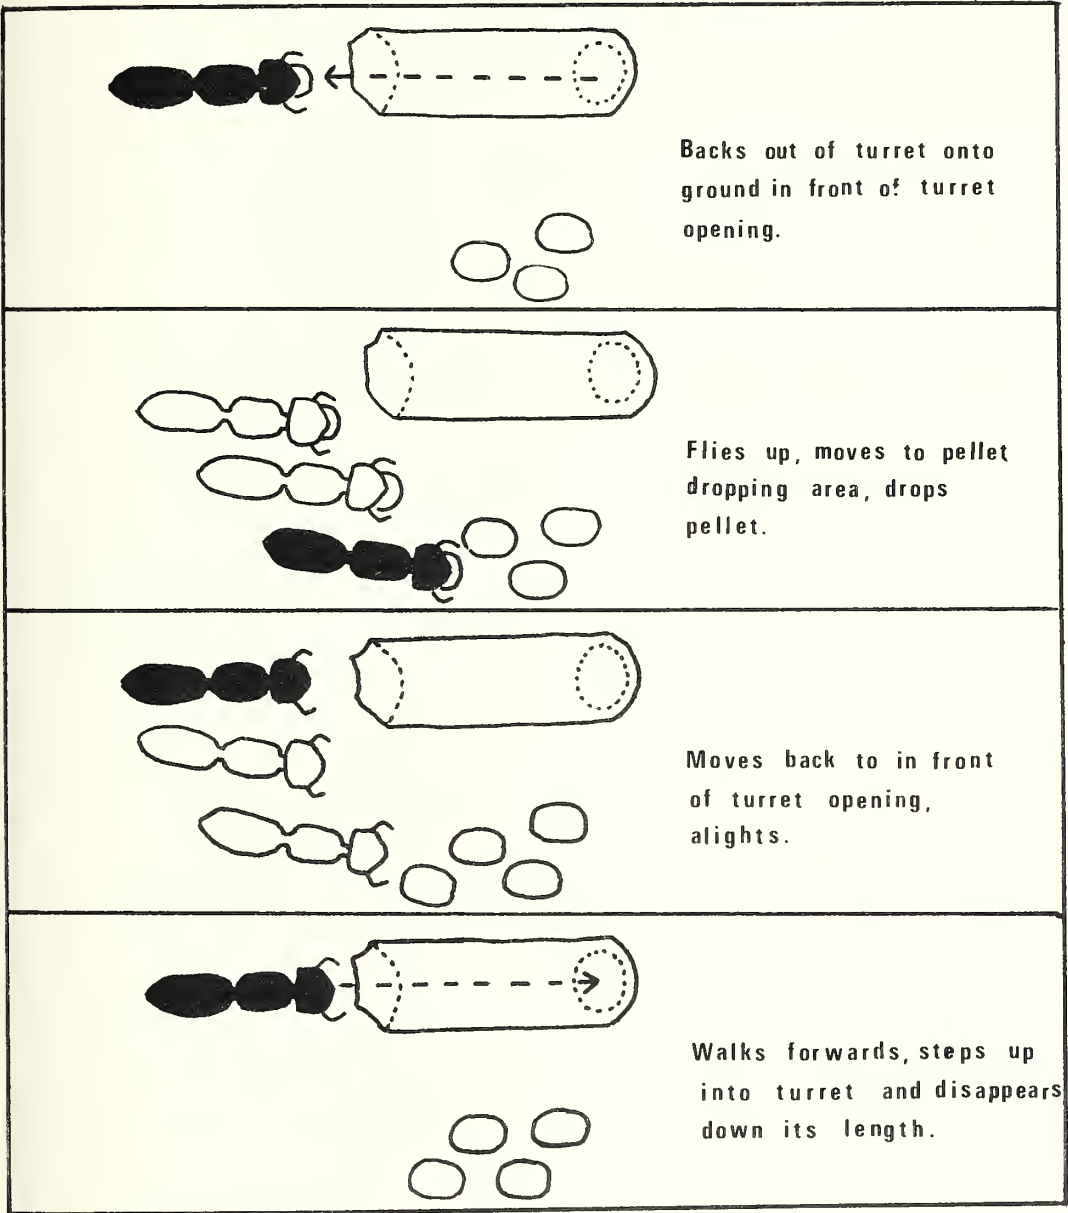 Backs out of turret onto
ground in front of turret
opening.
Flies up, moves to pellet
dropping area, drops
pellet.
Moves back to in front
of turret opening,
alights.
Walks forwards, steps up
into turret and disappears
down its length.